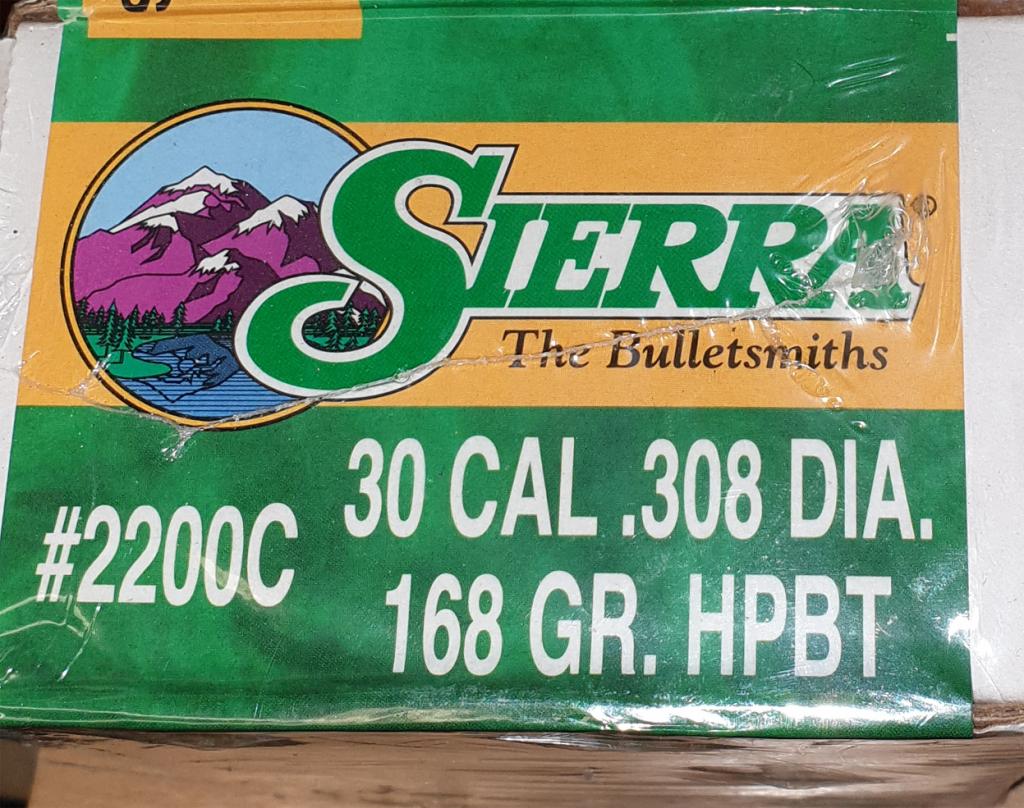 SIERRA®
The Bulletsmiths
#2200C
30 CAL .308 DIA.
168 GR. HPBT